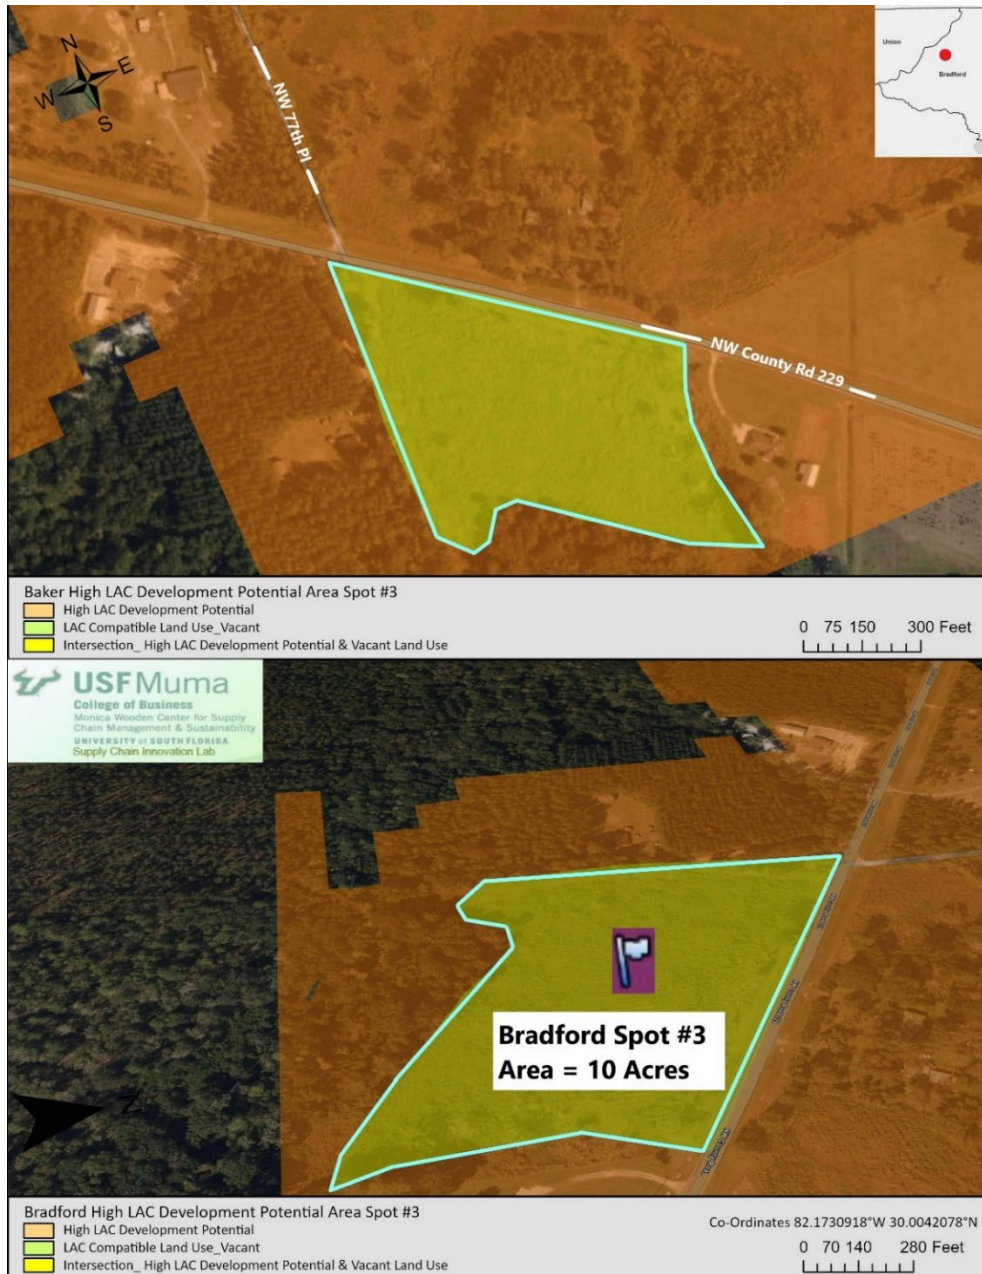 N
E
W
S
NW 77th Pl
Union
Bradford
NW County Rd 229
Baker High LAC Development Potential Area Spot #3
High LAC Development Potential
LAC Compatible Land Use_Vacant
Intersection_ High LAC Development Potential & Vacant Land Use
0 75 150 300 Feet
USF Muma
College of Business
Monica Wooden Center for Supply
Chain Management & Sustainability
UNIVERSITY of SOUTH FLORIDA
Supply Chain Innovation Lab
Bradford Spot #3
Area = 10 Acres
N
Bradford High LAC Development Potential Area Spot #3
High LAC Development Potential
LAC Compatible Land Use_Vacant
Intersection_ High LAC Development Potential & Vacant Land Use
Co-Ordinates 82.1730918°W 30.0042078°N
0 70 140 280 Feet